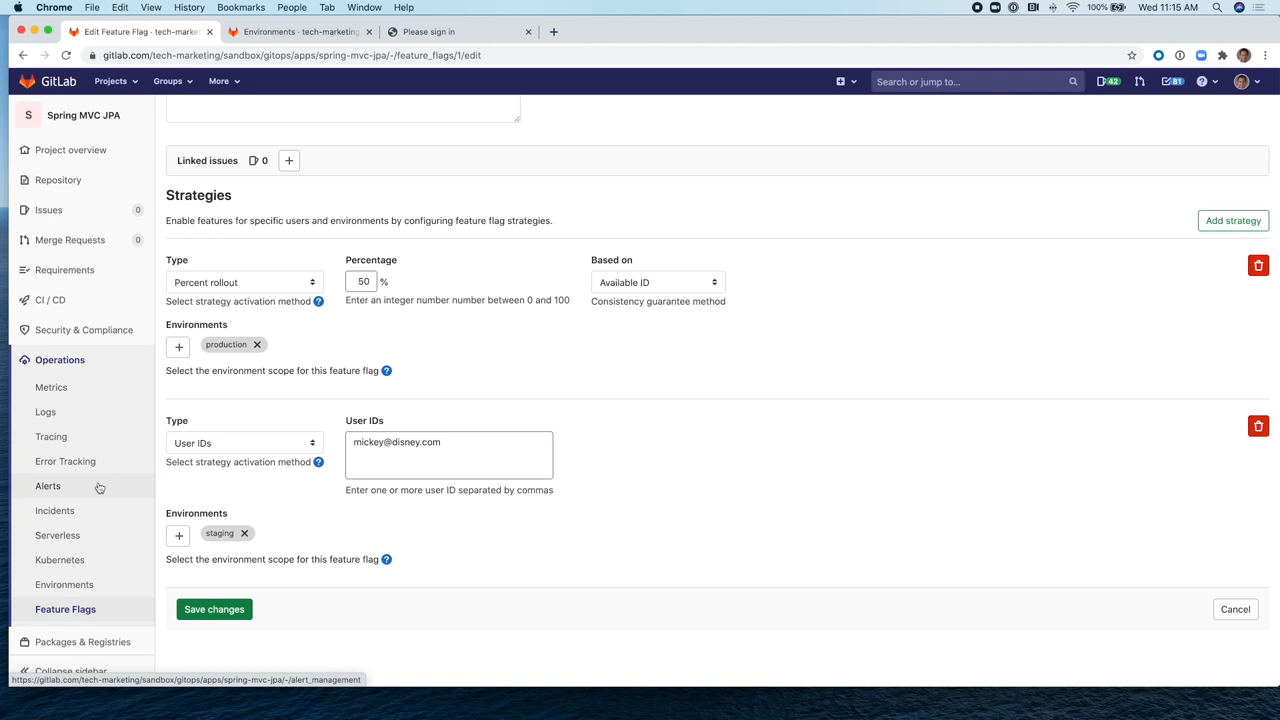 Chrome File Edit View History Bookmarks People Tab Window Help 100% Wed 11:15 AM
Edit Feature Flag · tech-marke Environments · tech-marketing Please sign in
gitlab.com/tech-marketing/sandbox/gitops/apps/spring-mvc-jpa/-/feature_flags/1/edit
GitLab Projects Groups More Search or jump to... 42 81
S Spring MVC JPA
Project overview
Repository
Issues 0
Merge Requests 0
Requirements
CI / CD
Security & Compliance
Operations
Metrics
Logs
Tracing
Error Tracking
Alerts
Incidents
Serverless
Kubernetes
Environments
Feature Flags
Packages & Registries
Collapse sidebar
https://gitlab.com/tech-marketing/sandbox/gitops/apps/spring-mvc-jpa/-/alert_management
Linked issues 0
Strategies
Enable features for specific users and environments by configuring feature flag strategies.
Add strategy
Type Percentage Based on
Percent rollout 50 % Available ID
Select strategy activation method Enter an integer number number between 0 and 100 Consistency guarantee method
Environments
production
Select the environment scope for this feature flag
Type User IDs
User IDs mickey@disney.com
Select strategy activation method
Enter one or more user ID separated by commas
Environments
staging
Select the environment scope for this feature flag
Save changes Cancel